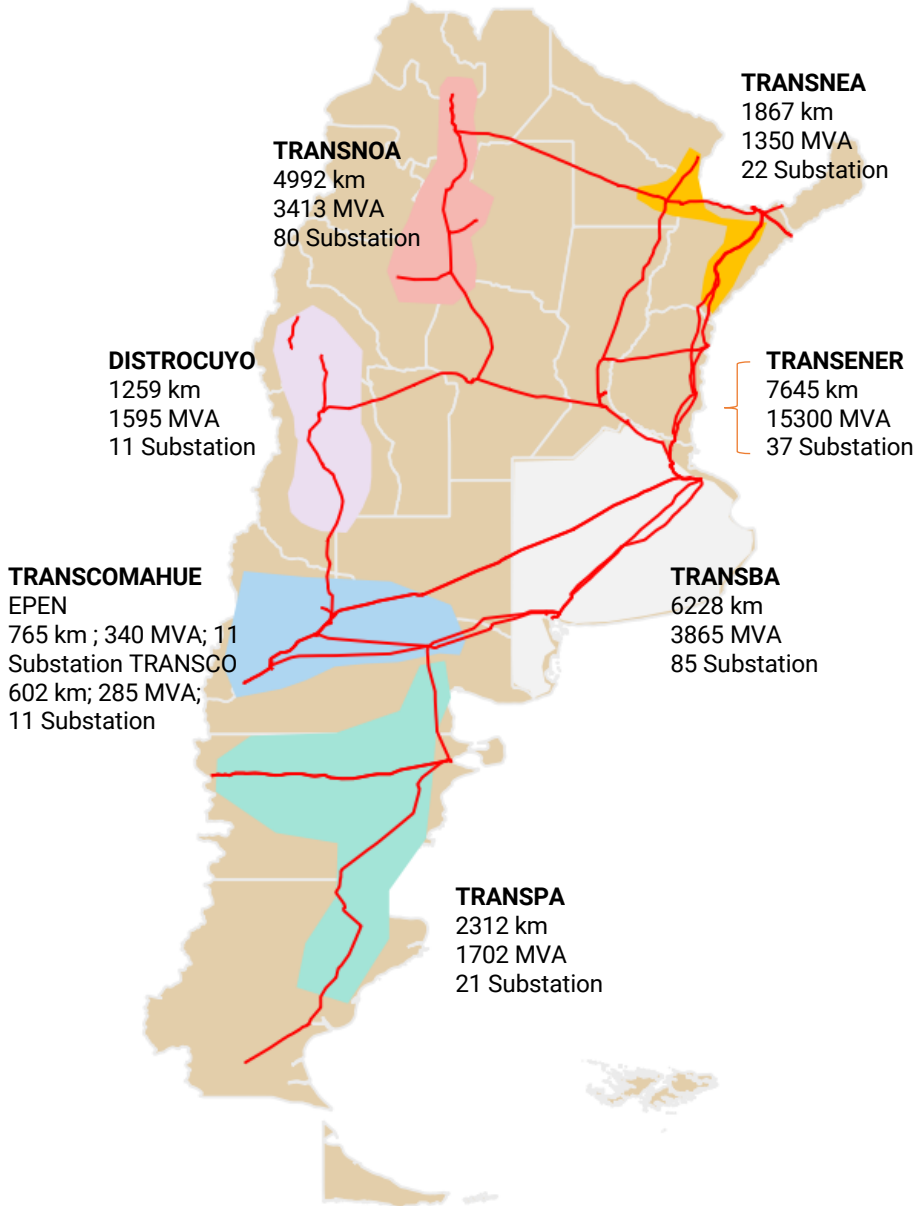 TRANSNEA
1867 km
1350 MVA
22 Substation
TRANSNOA
4992 km
3413 MVA
80 Substation
DISTROCUYO
1259 km
1595 MVA
11 Substation
TRANSENER
7645 km
15300 MVA
37 Substation
TRANSCOMAHUE
EPEN
765 km ; 340 MVA; 11
Substation TRANSCO
602 km; 285 MVA;
11 Substation
TRANSBA
6228 km
3865 MVA
85 Substation
TRANSPA
2312 km
1702 MVA
21 Substation